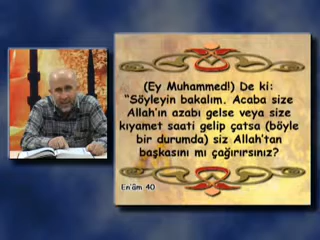 (Ey Muhammed!) De ki:
"Söyleyin bakalım. Acaba size
Allah'ın azabı gelse veya size
kıyamet saati gelip çatsa (böyle
bir durumda) siz Allah'tan
başkasını mı çağırırsınız?
En'âm 40